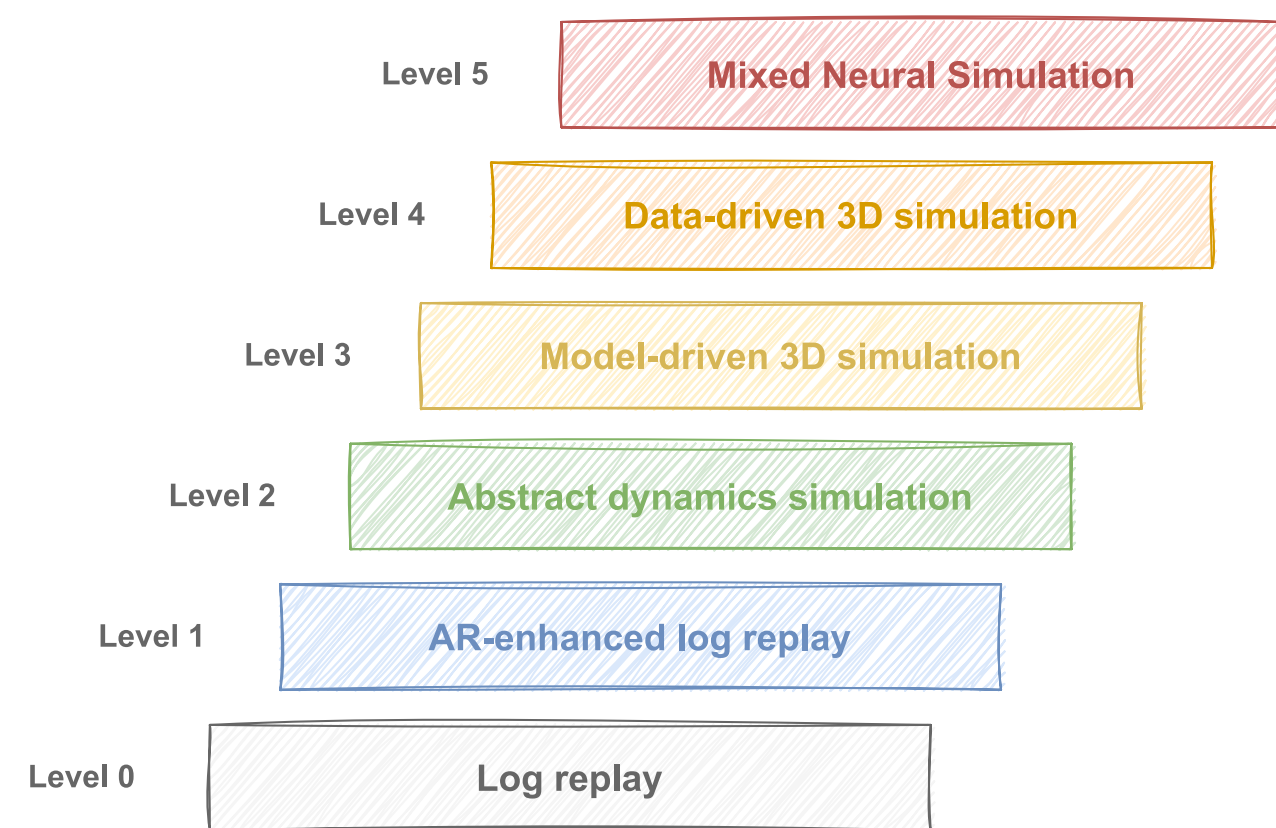 Level 5 Mixed Neural Simulation
Level 4 Data-driven 3D simulation
Level 3 Model-driven 3D simulation
Level 2 Abstract dynamics simulation
Level 1 AR-enhanced log replay
Level 0 Log replay